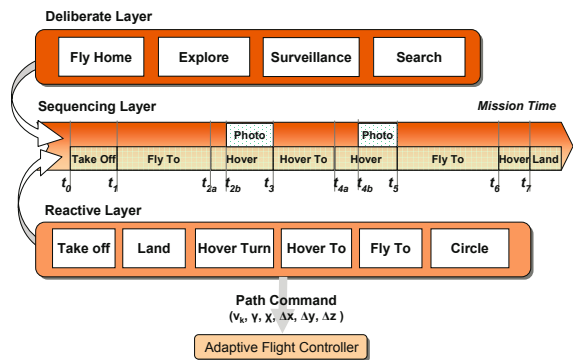 Deliberate Layer
Fly Home Explore Surveillance Search
Sequencing Layer Mission Time
Photo Photo
Take Off Fly To Hover Hover To Hover Fly To Hover Land
t0 t1 t2a t2b t3 t4a t4b t5 t6 t7
Reactive Layer
Take off Land Hover Turn Hover To Fly To Circle
Path Command
(vk, γ, χ, Δx, Δy, Δz )
Adaptive Flight Controller